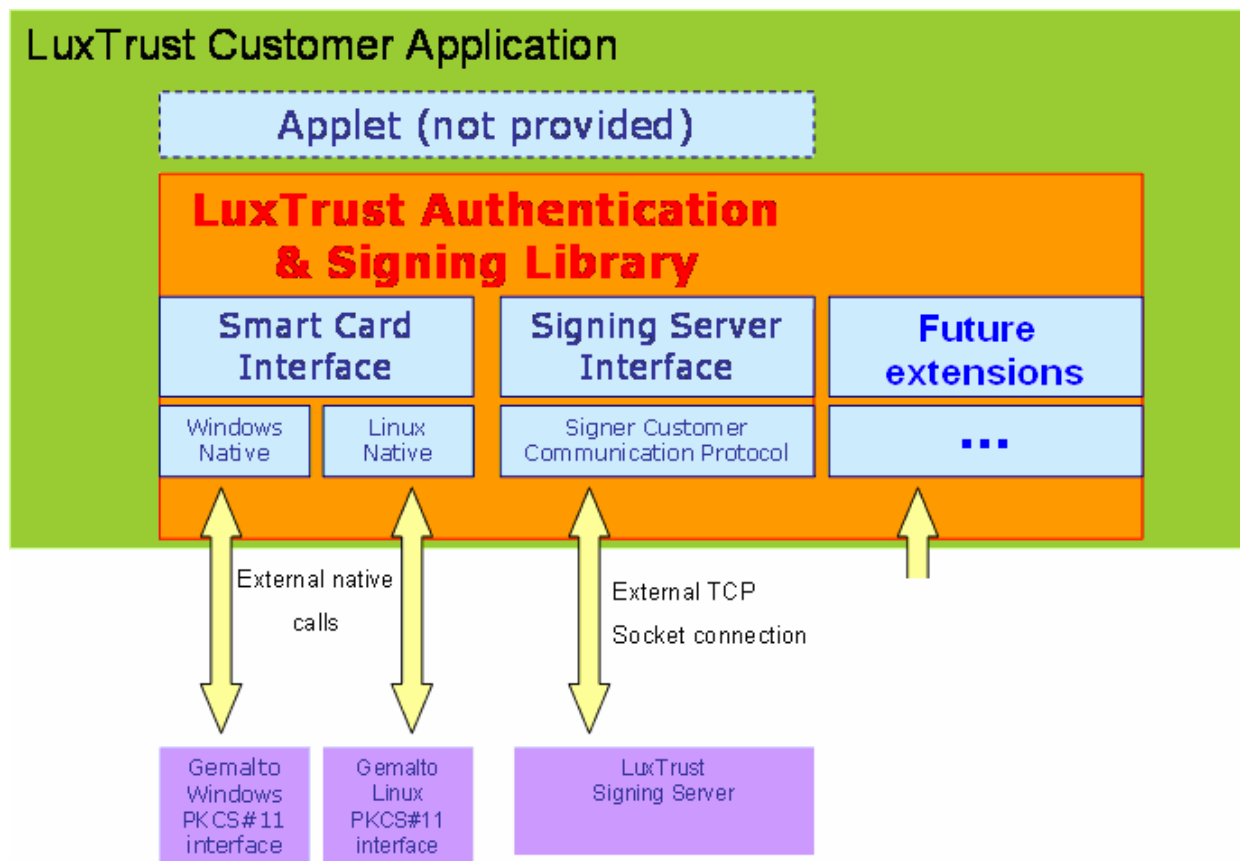 LuxTrust Customer Application
Applet (not provided)
LuxTrust Authentication
& Signing Library
Smart Card
Interface
Signing Server
Interface
Future
extensions
Windows
Native
Linux
Native
Signer Customer
Communication Protocol
...
External native
calls
External TCP
Socket connection
Gemalto
Windows
PKCS#11
interface
Gemalto
Linux
PKCS#11
interface
LuxTrust
Signing Server